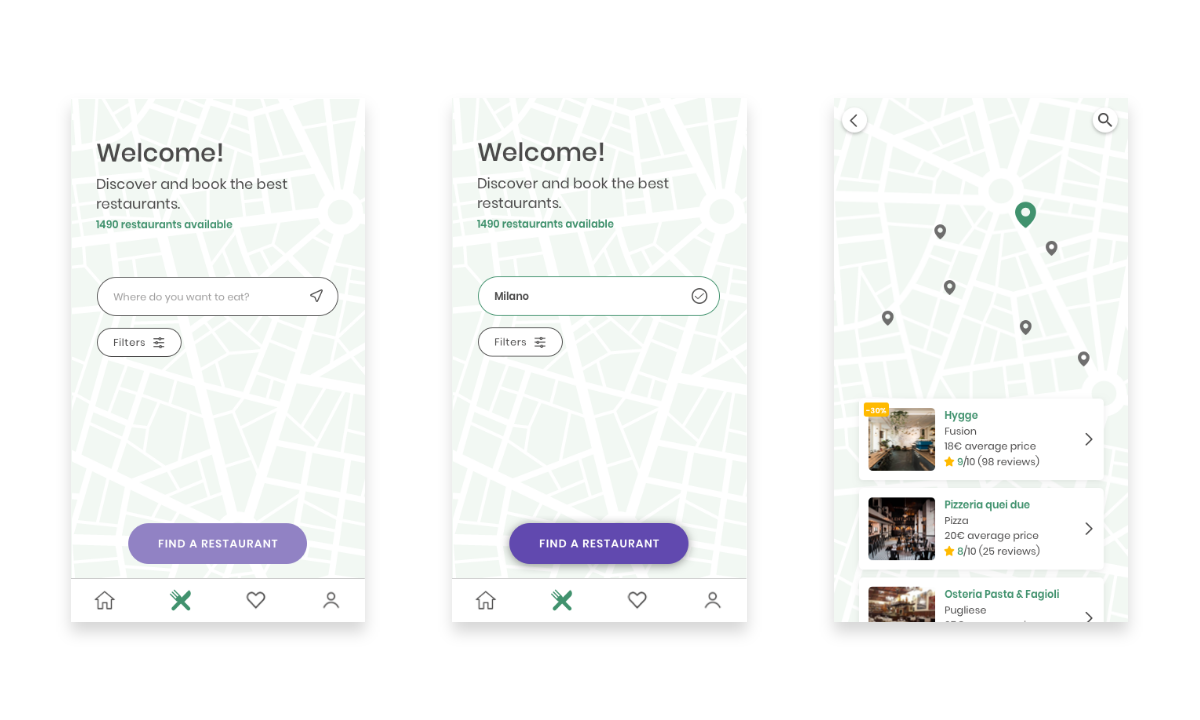 Welcome!
Discover and book the best
restaurants.
1490 restaurants available
Where do you want to eat?
Filters
FIND A RESTAURANT
Welcome!
Discover and book the best
restaurants.
1490 restaurants available
Milano
Filters
FIND A RESTAURANT
-30%
Hygge
Fusion
18€ average price
9/10 (98 reviews)
Pizzeria quei due
Pizza
20€ average price
8/10 (25 reviews)
Osteria Pasta & Fagioli
Pugliese